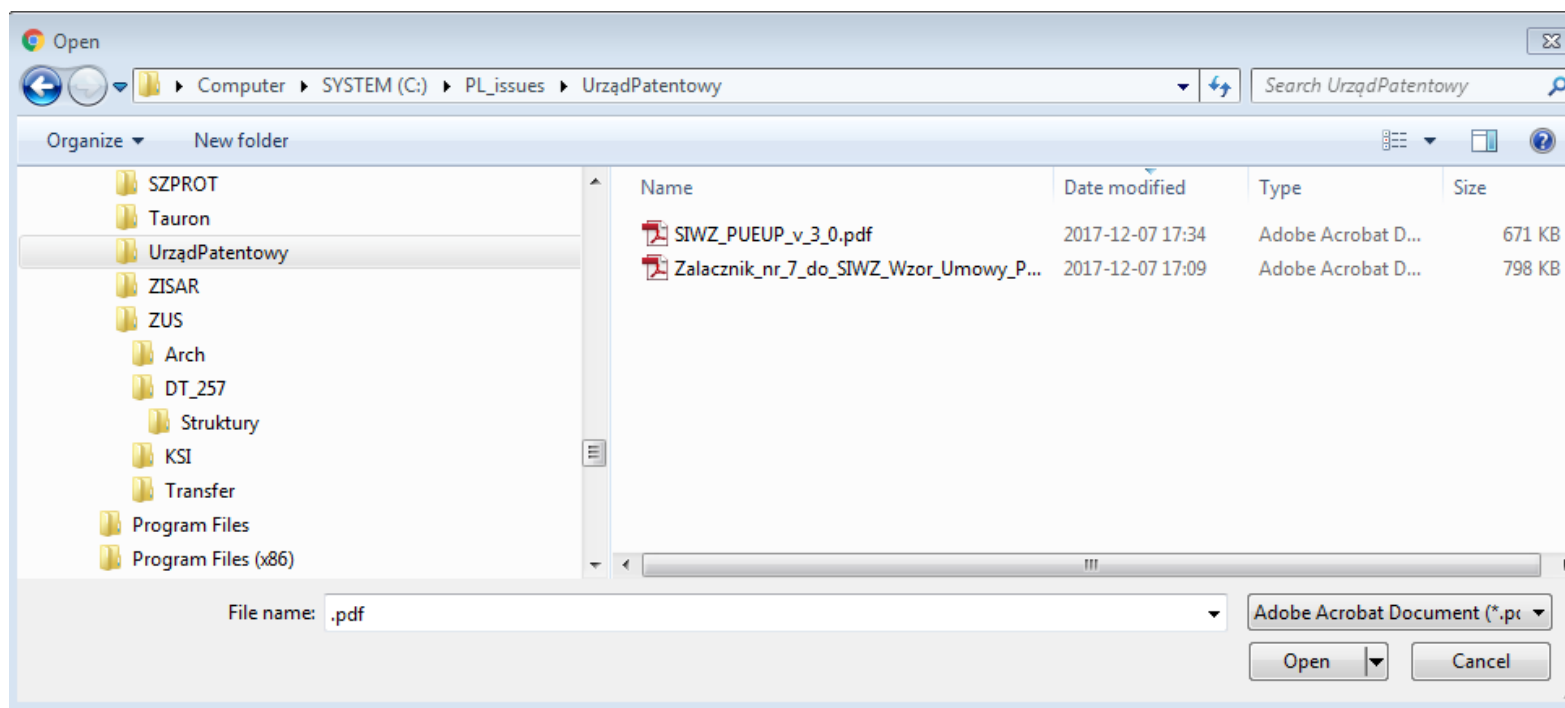 Open
Computer SYSTEM (C:) PL_issues UrządPatentowy Search UrządPatentowy
Organize New folder
SZPROT
Tauron
UrządPatentowy
ZISAR
ZUS
Arch
DT_257
Struktury
KSI
Transfer
Program Files
Program Files (x86)
Name Date modified Type Size
SIWZ_PUEUP_v_3_0.pdf 2017-12-07 17:34 Adobe Acrobat D... 671 KB
Zalacznik_nr_7_do_SIWZ_Wzor_Umowy_P... 2017-12-07 17:09 Adobe Acrobat D... 798 KB
File name: .pdf Adobe Acrobat Document (*.pc
Open Cancel